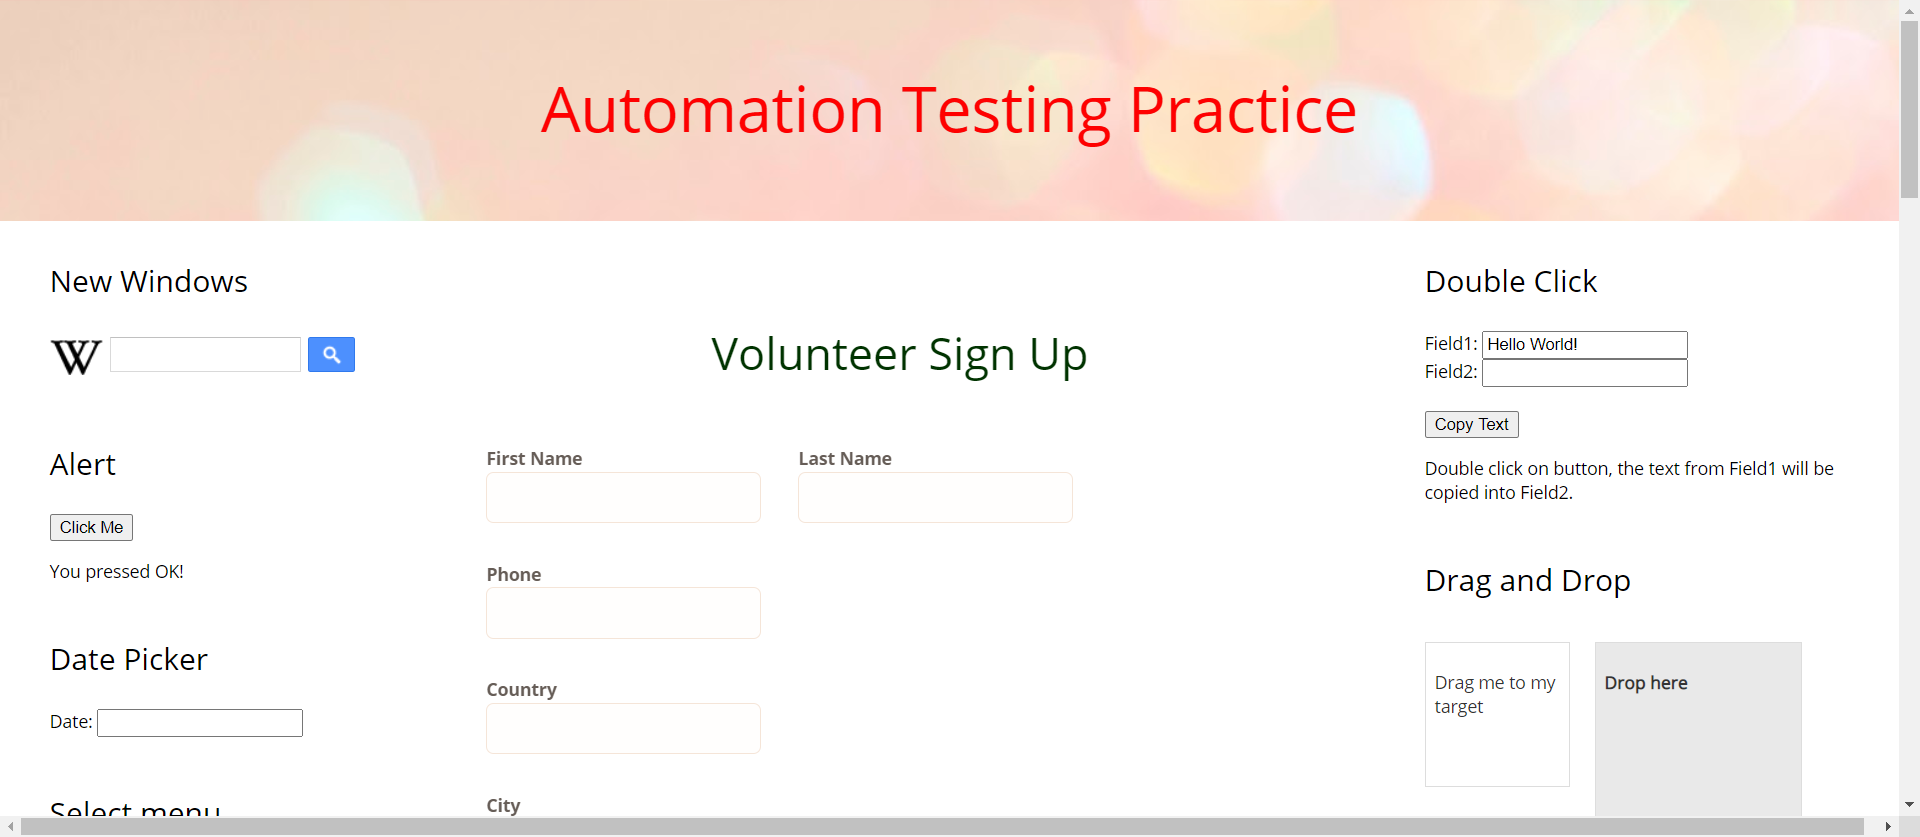 Automation Testing Practice
New Windows
W
Alert
Click Me
You pressed OK!
Date Picker
Date:
Select menu
Volunteer Sign Up
First Name
Last Name
Phone
Country
City
Double Click
Field1: Hello World!
Field2:
Copy Text
Double click on button, the text from Field1 will be
copied into Field2.
Drag and Drop
Drag me to my
target
Drop here